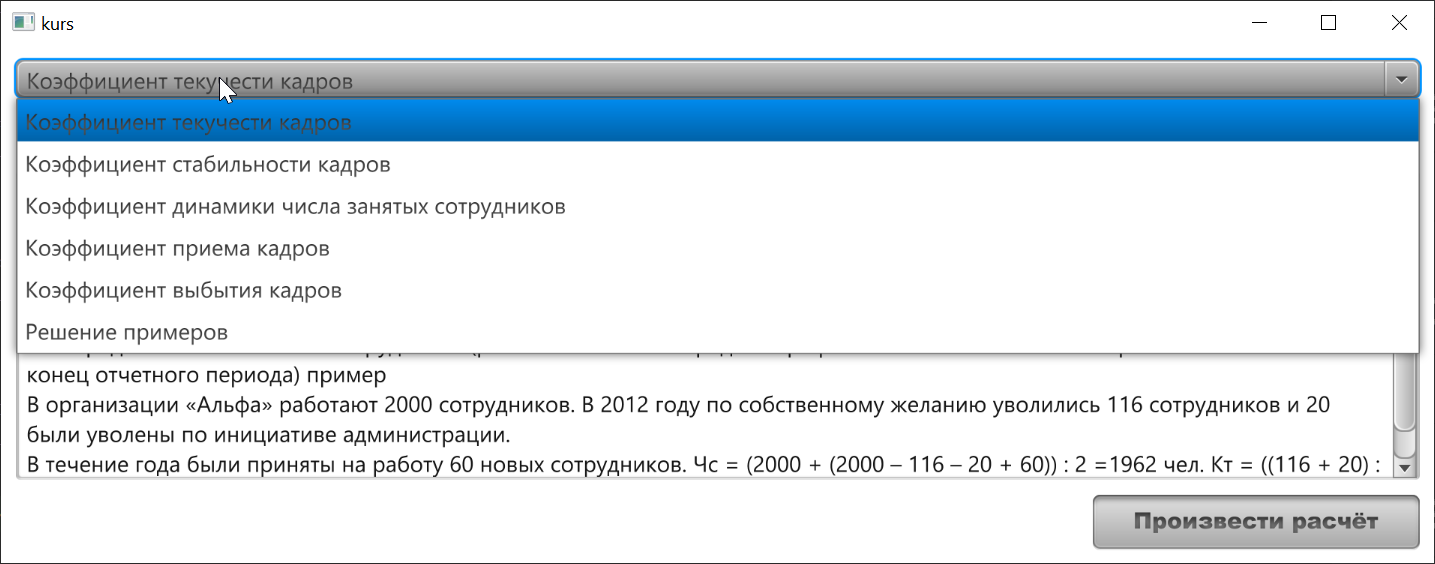 kurs
Коэффициент текучести кадров
Коэффициент текучести кадров
Коэффициент стабильности кадров
Коэффициент динамики числа занятых сотрудников
Коэффициент приема кадров
Коэффициент выбытия кадров
Решение примеров
конец отчетного периода) пример
В организации «Альфа» работают 2000 сотрудников. В 2012 году по собственному желанию уволились 116 сотрудников и 20
были уволены по инициативе администрации.
В течение года были приняты на работу 60 новых сотрудников. Чс = (2000 + (2000 – 116 – 20 + 60)) : 2 =1962 чел. Кт = ((116 + 20) :
Произвести расчёт